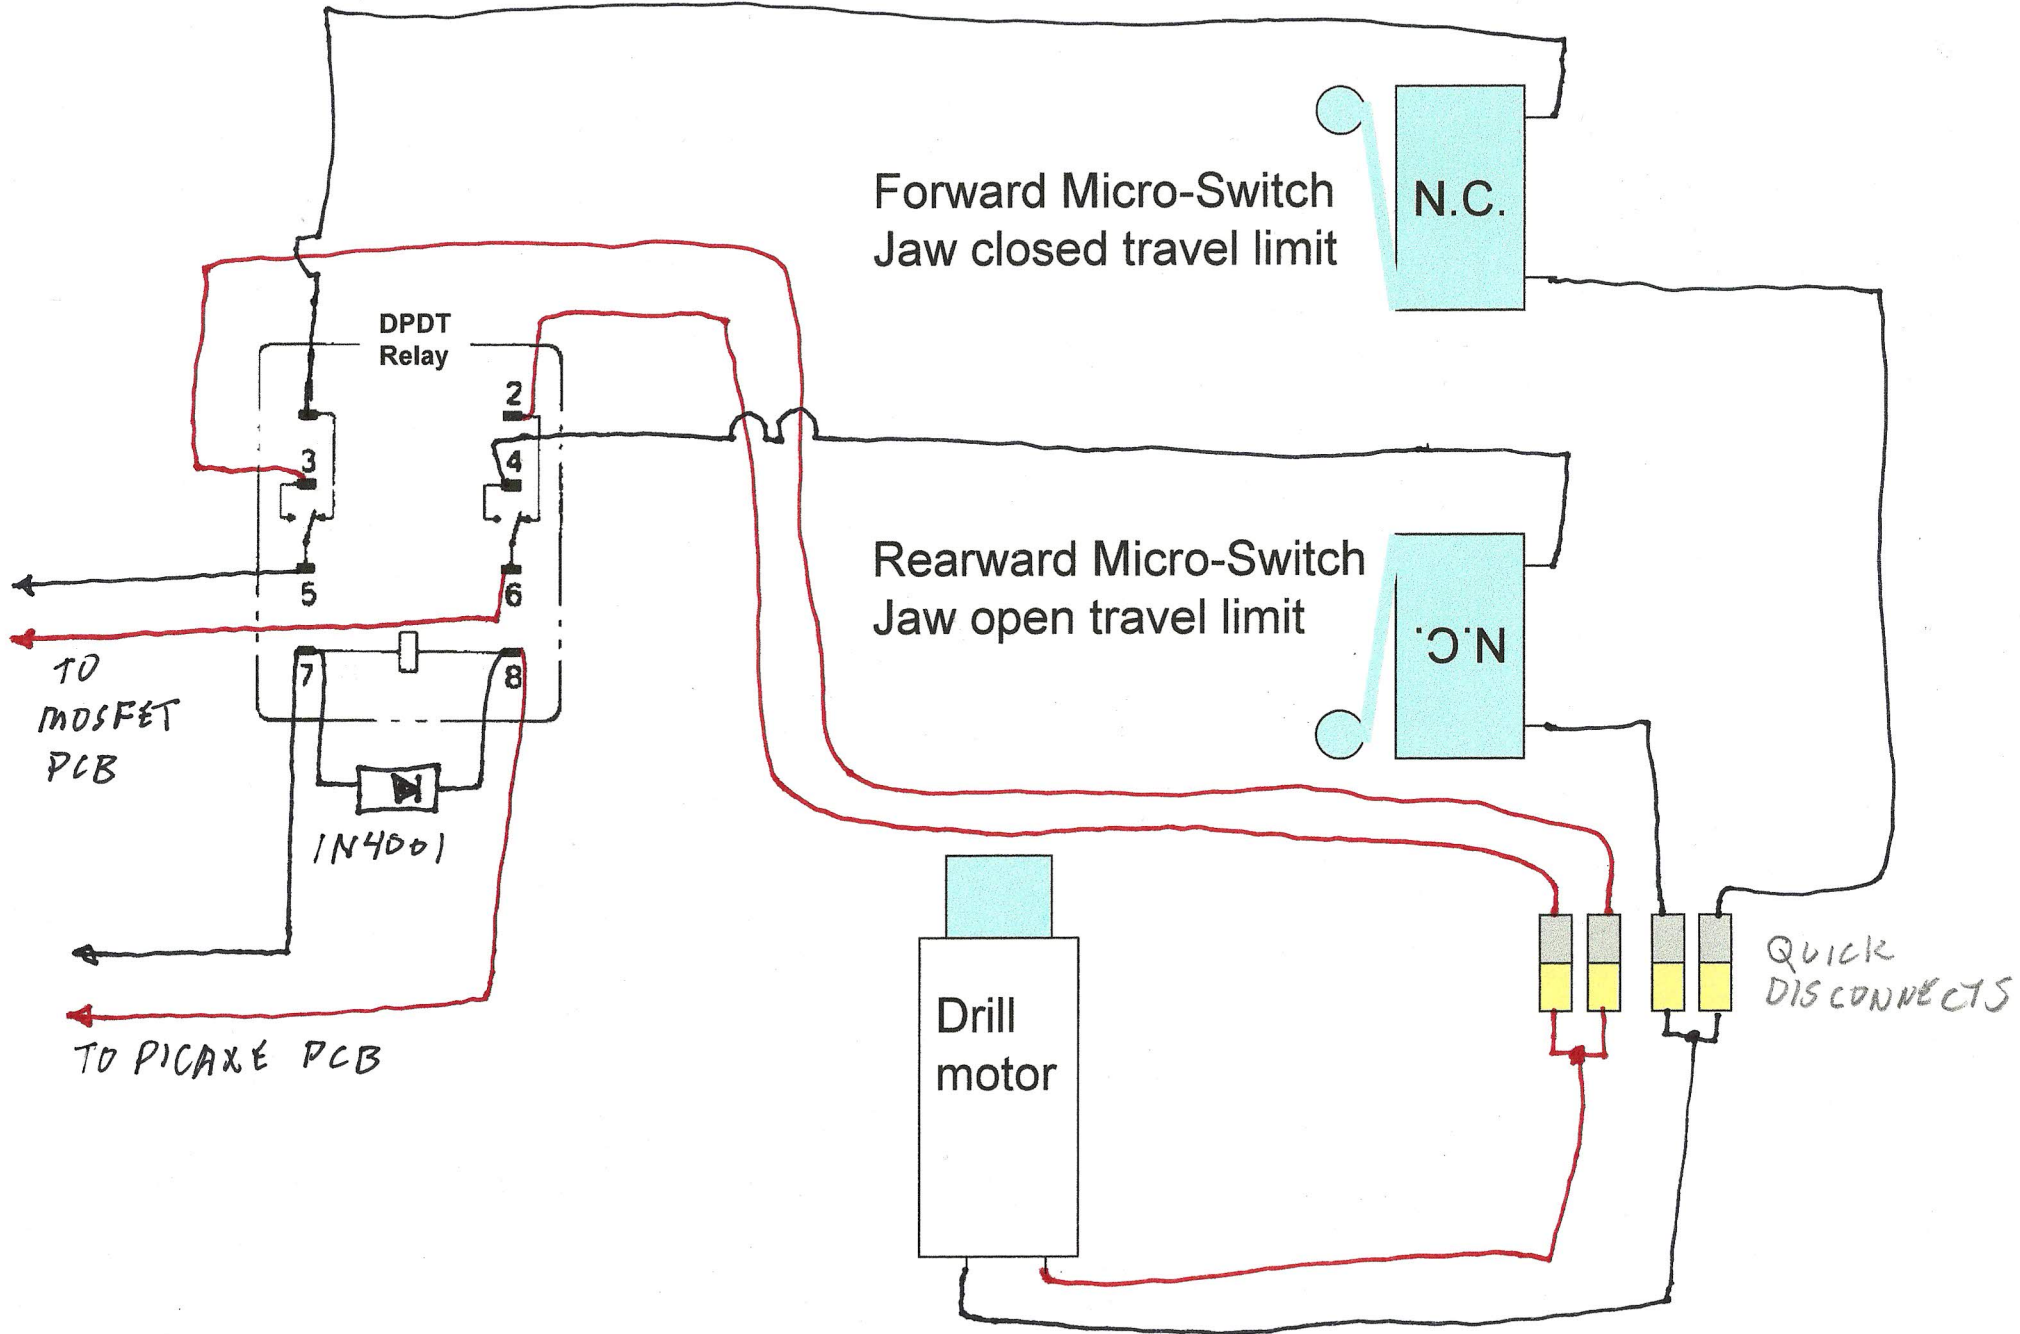 Forward Micro-Switch
Jaw closed travel limit
N.C.
DPDT
Relay
2
3
4
5
6
7
8
TO
MOSFET
PCB
1N4001
Rearward Micro-Switch
Jaw open travel limit
N.C.
Drill
motor
QUICK
DISCONNECTS
TO PICAXE PCB